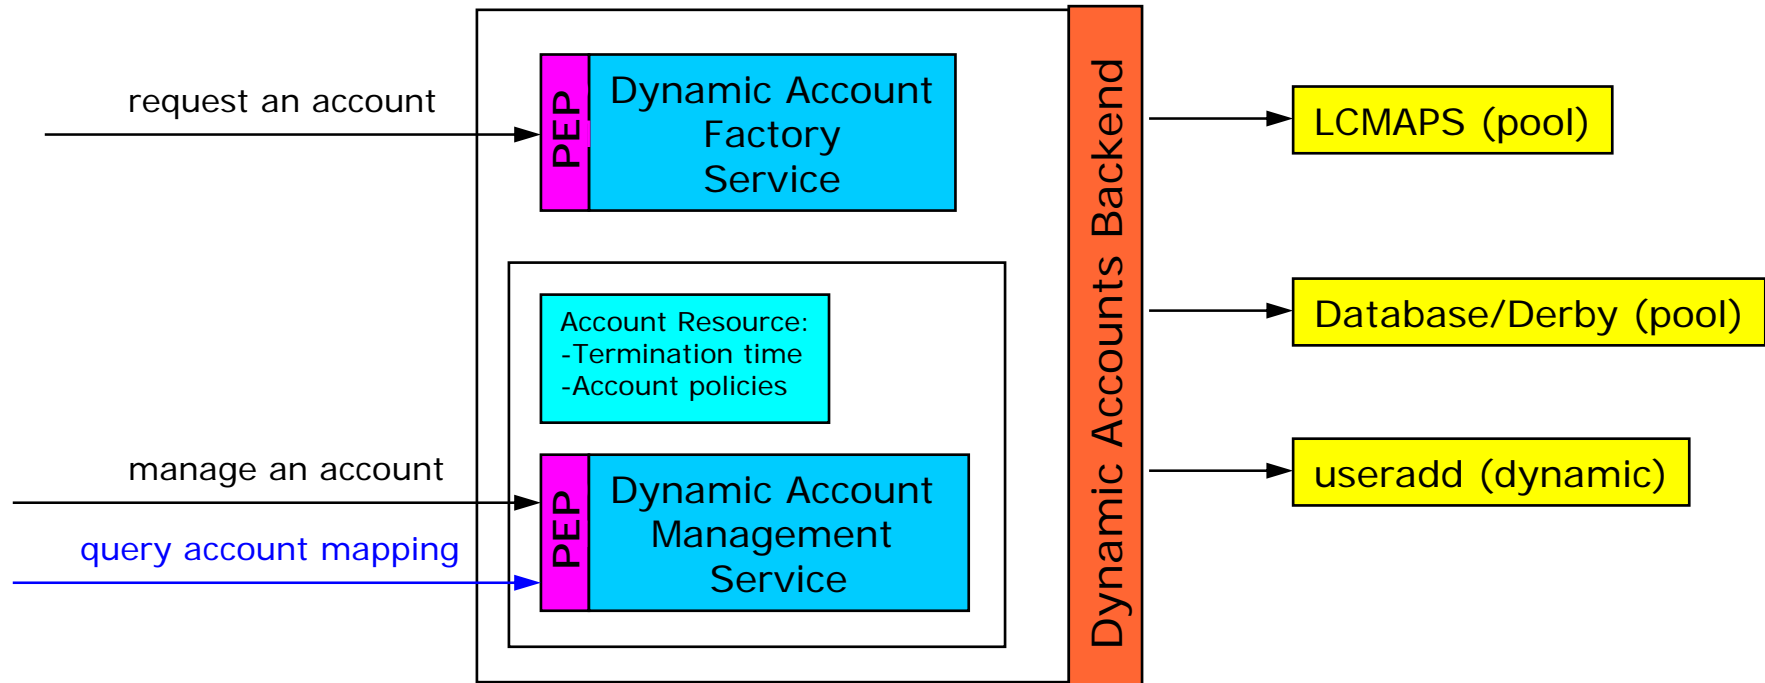 request an account
PEP
Dynamic Account
Factory
Service
Account Resource:
-Termination time
-Account policies
manage an account
query account mapping
PEP
Dynamic Account
Management
Service
Dynamic Accounts Backend
LCMAPS (pool)
Database/Derby (pool)
useradd (dynamic)